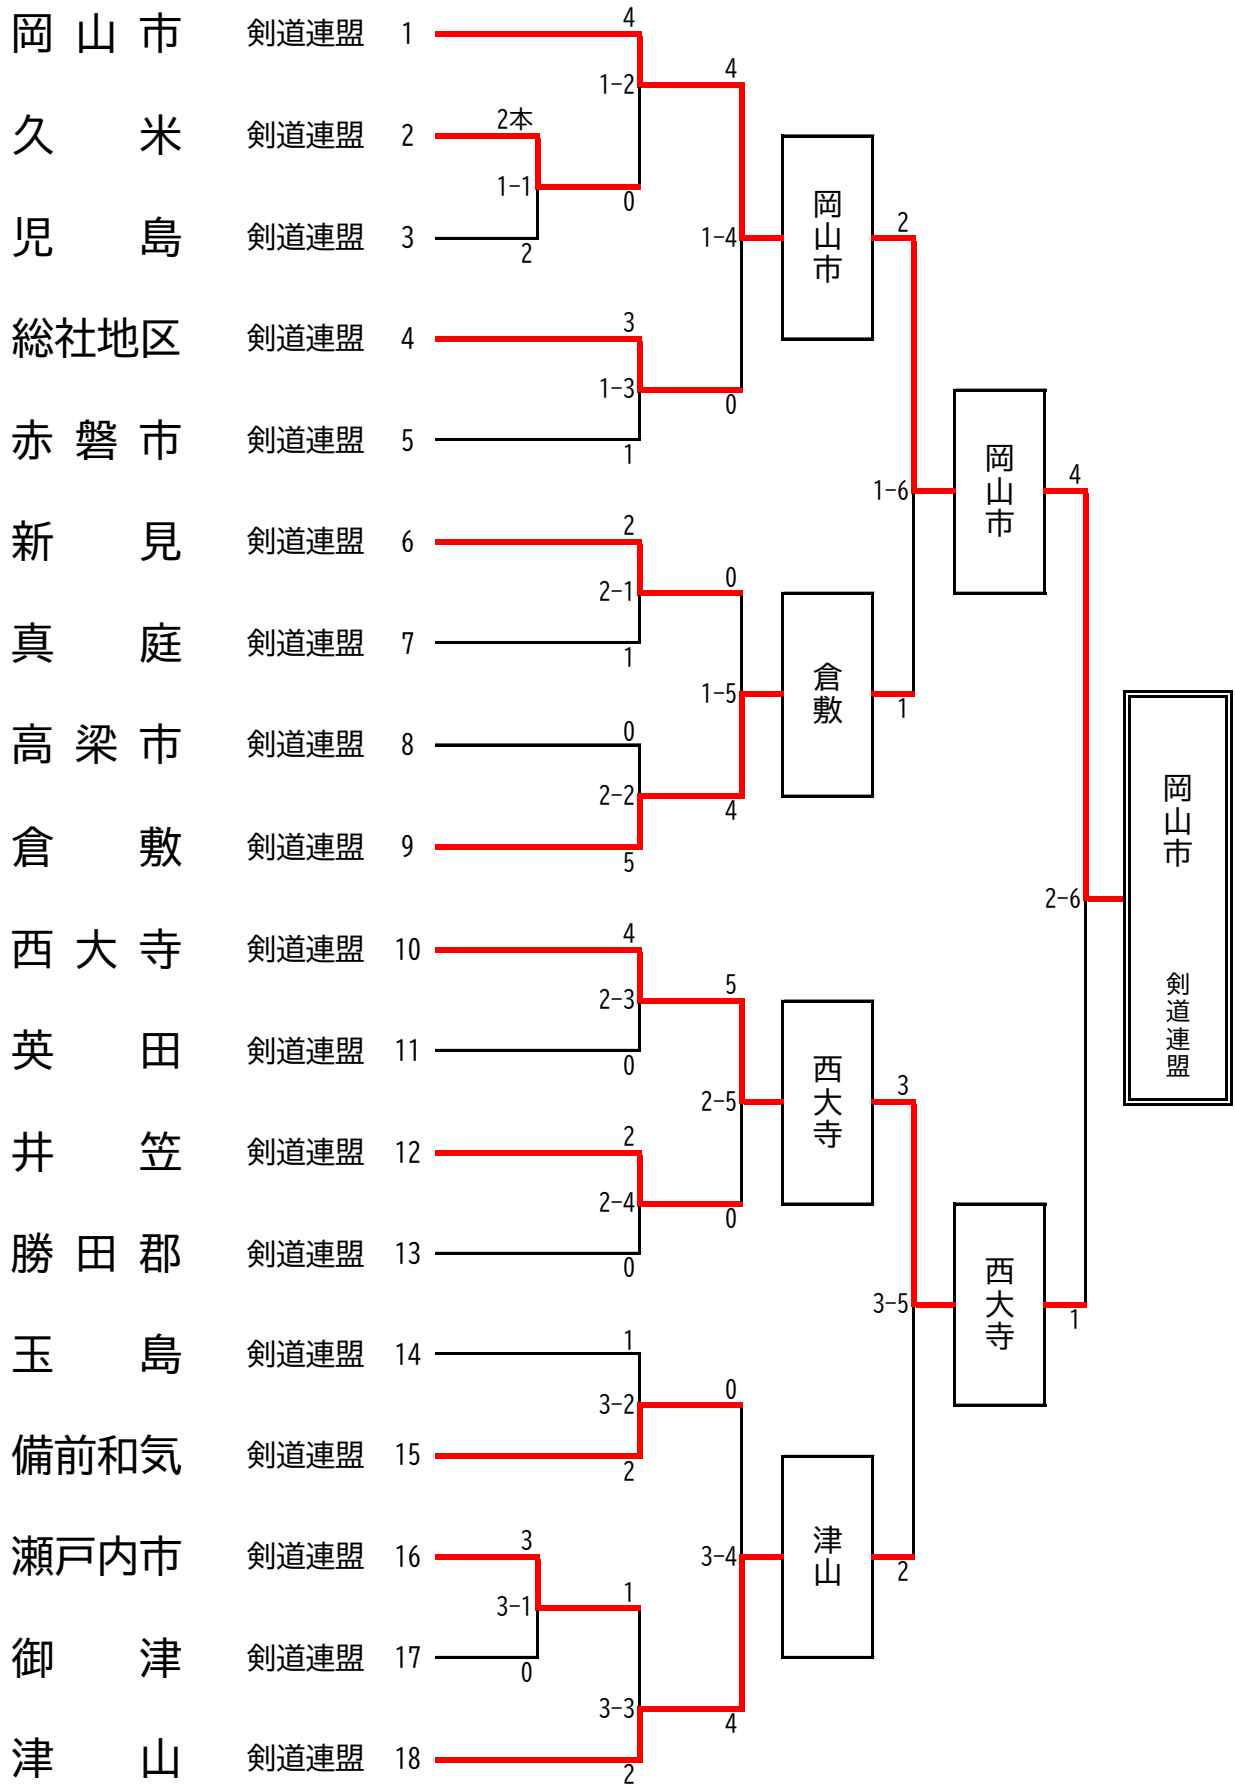 岡山市 剣道連盟 1
久米 剣道連盟 2
児島 剣道連盟 3
総社地区 剣道連盟 4
赤磐市 剣道連盟 5
新見 剣道連盟 6
真庭 剣道連盟 7
高梁市 剣道連盟 8
倉敷 剣道連盟 9
西大寺 剣道連盟 10
英田 剣道連盟 11
井笠 剣道連盟 12
勝田郡 剣道連盟 13
玉島 剣道連盟 14
備前和気 剣道連盟 15
瀬戸内市 剣道連盟 16
御津 剣道連盟 17
津山 剣道連盟 18
2本
1-1
2
3
3-1
0
4
1-2
0
3
1-3
1
2
2-1
1
0
2-2
5
4
2-3
0
2
2-4
0
1
3-2
2
1
3-3
2
4
1-4
0
0
1-5
4
5
2-5
0
0
3-4
4
岡山市
倉敷
西大寺
津山
2
1-6
1
3
3-5
2
岡山市
西大寺
4
2-6
1
岡山市 剣道連盟